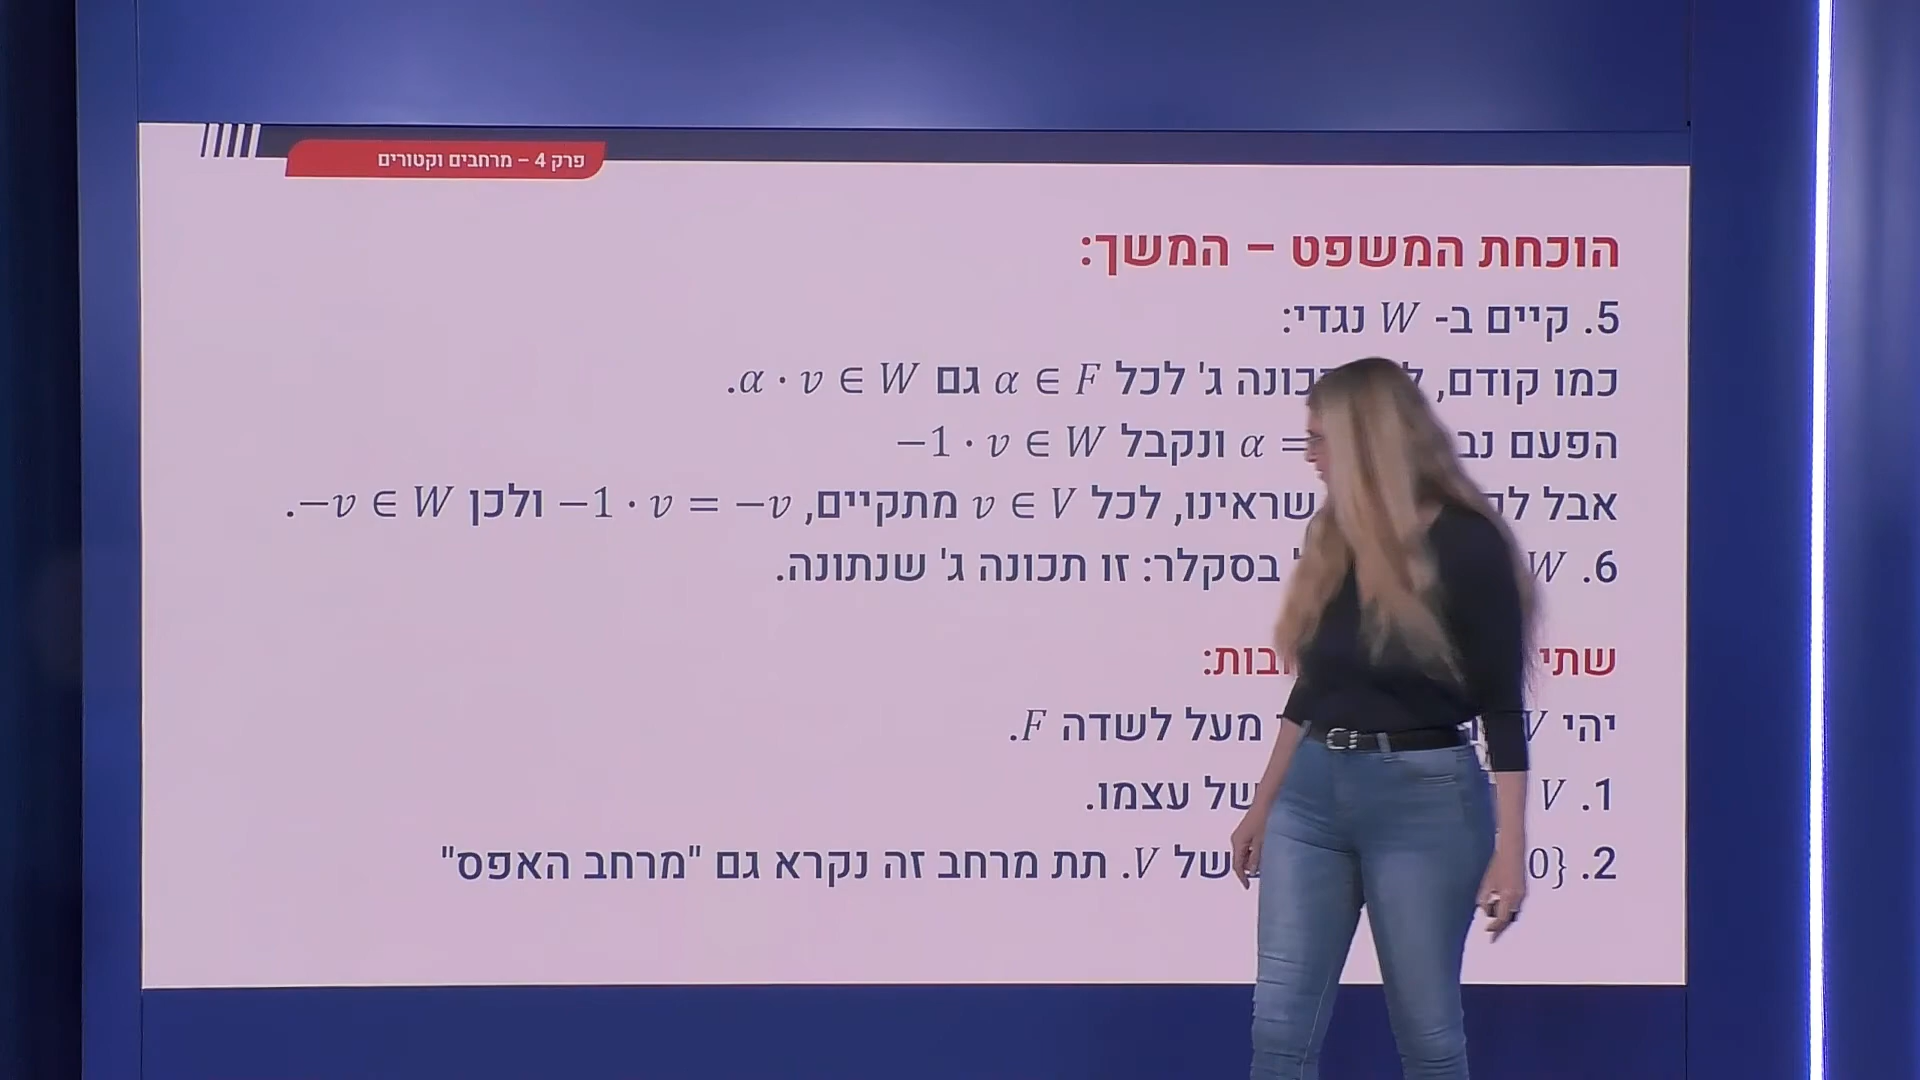 פרק 4 – מרחבים וקטורים
הוכחת המשפט – המשך:
5. קיים ב- W נגדי:
כמו קודם, תכונה ג' לכל α ∈ F גם α · v ∈ W.
הפעם α = ונקבל −1 · v ∈ W
אבל שראינו, לכל v ∈ V מתקיים, −1 · v = −v ולכן −v ∈ W.
6. W בסקלר: זו תכונה ג' שנתונה.
שתי
יהי V מעל לשדה F.
1. V של עצמו.
2. {0 של V. תת מרחב זה נקרא גם "מרחב האפס"